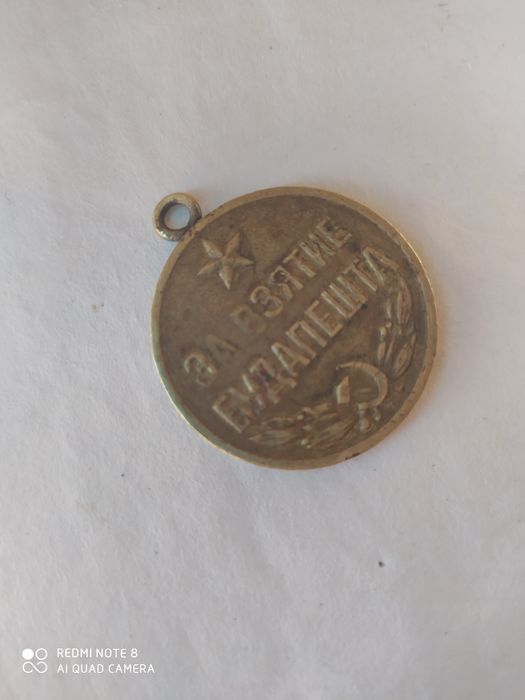 ЗА ВЗЯТИЕ
БУДАПЕШТА
REDMI NOTE 8
AI QUAD CAMERA